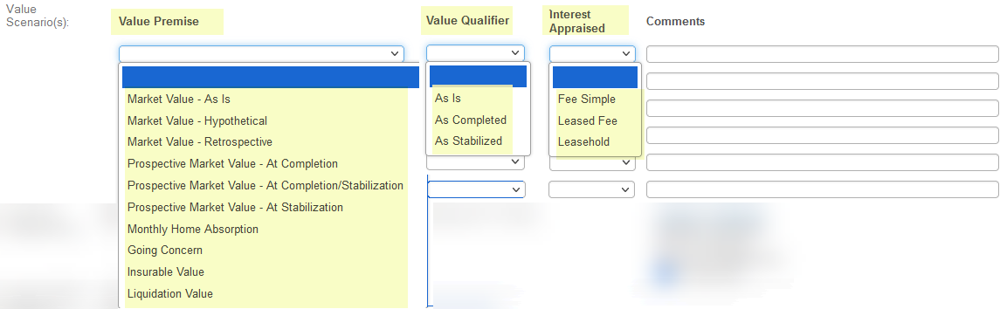 Value
Scenario(s):
Value Premise
Value Qualifier
Interest
Appraised
Comments
Market Value - As Is
Market Value - Hypothetical
Market Value - Retrospective
Prospective Market Value - At Completion
Prospective Market Value - At Completion/Stabilization
Prospective Market Value - At Stabilization
Monthly Home Absorption
Going Concern
Insurable Value
Liquidation Value
As Is
As Completed
As Stabilized
Fee Simple
Leased Fee
Leasehold